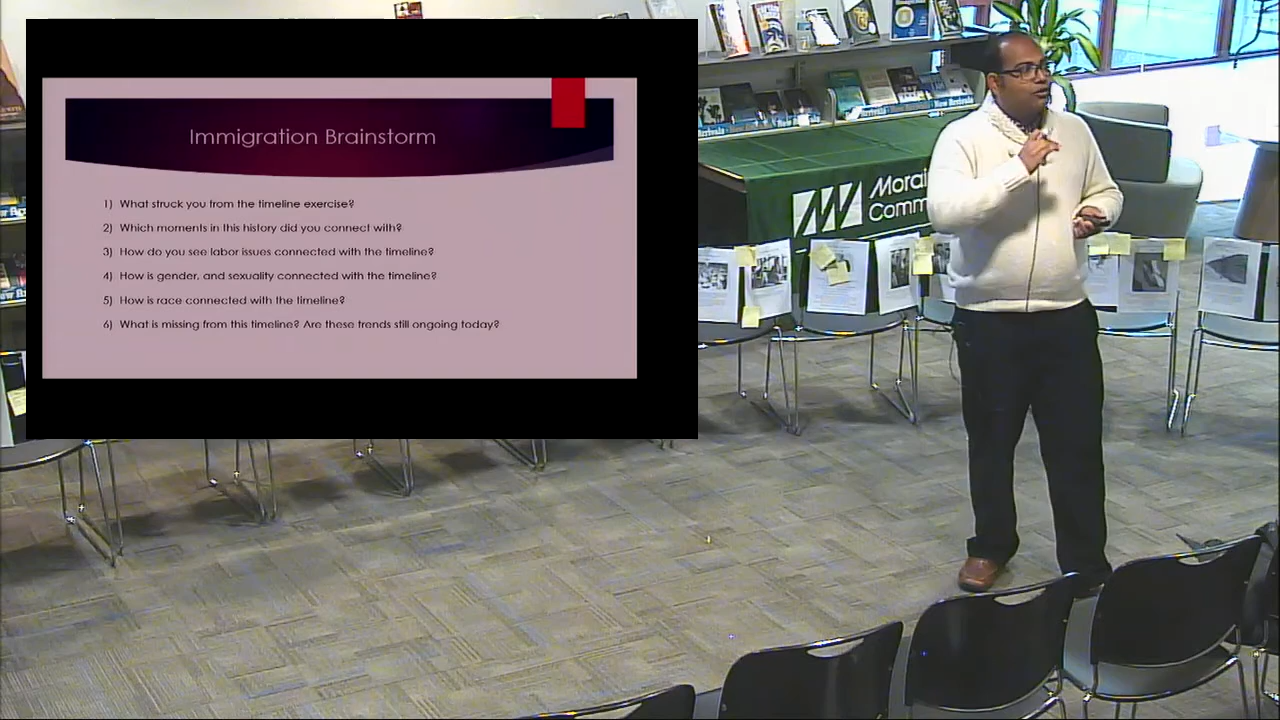 Immigration Brainstorm
1) What struck you from the timeline exercise?
2) Which moments in this history did you connect with?
3) How do you see labor issues connected with the timeline?
4) How is gender, and sexuality connected with the timeline?
5) How is race connected with the timeline?
6) What is missing from this timeline? Are these trends still ongoing today?
Morai
Comm